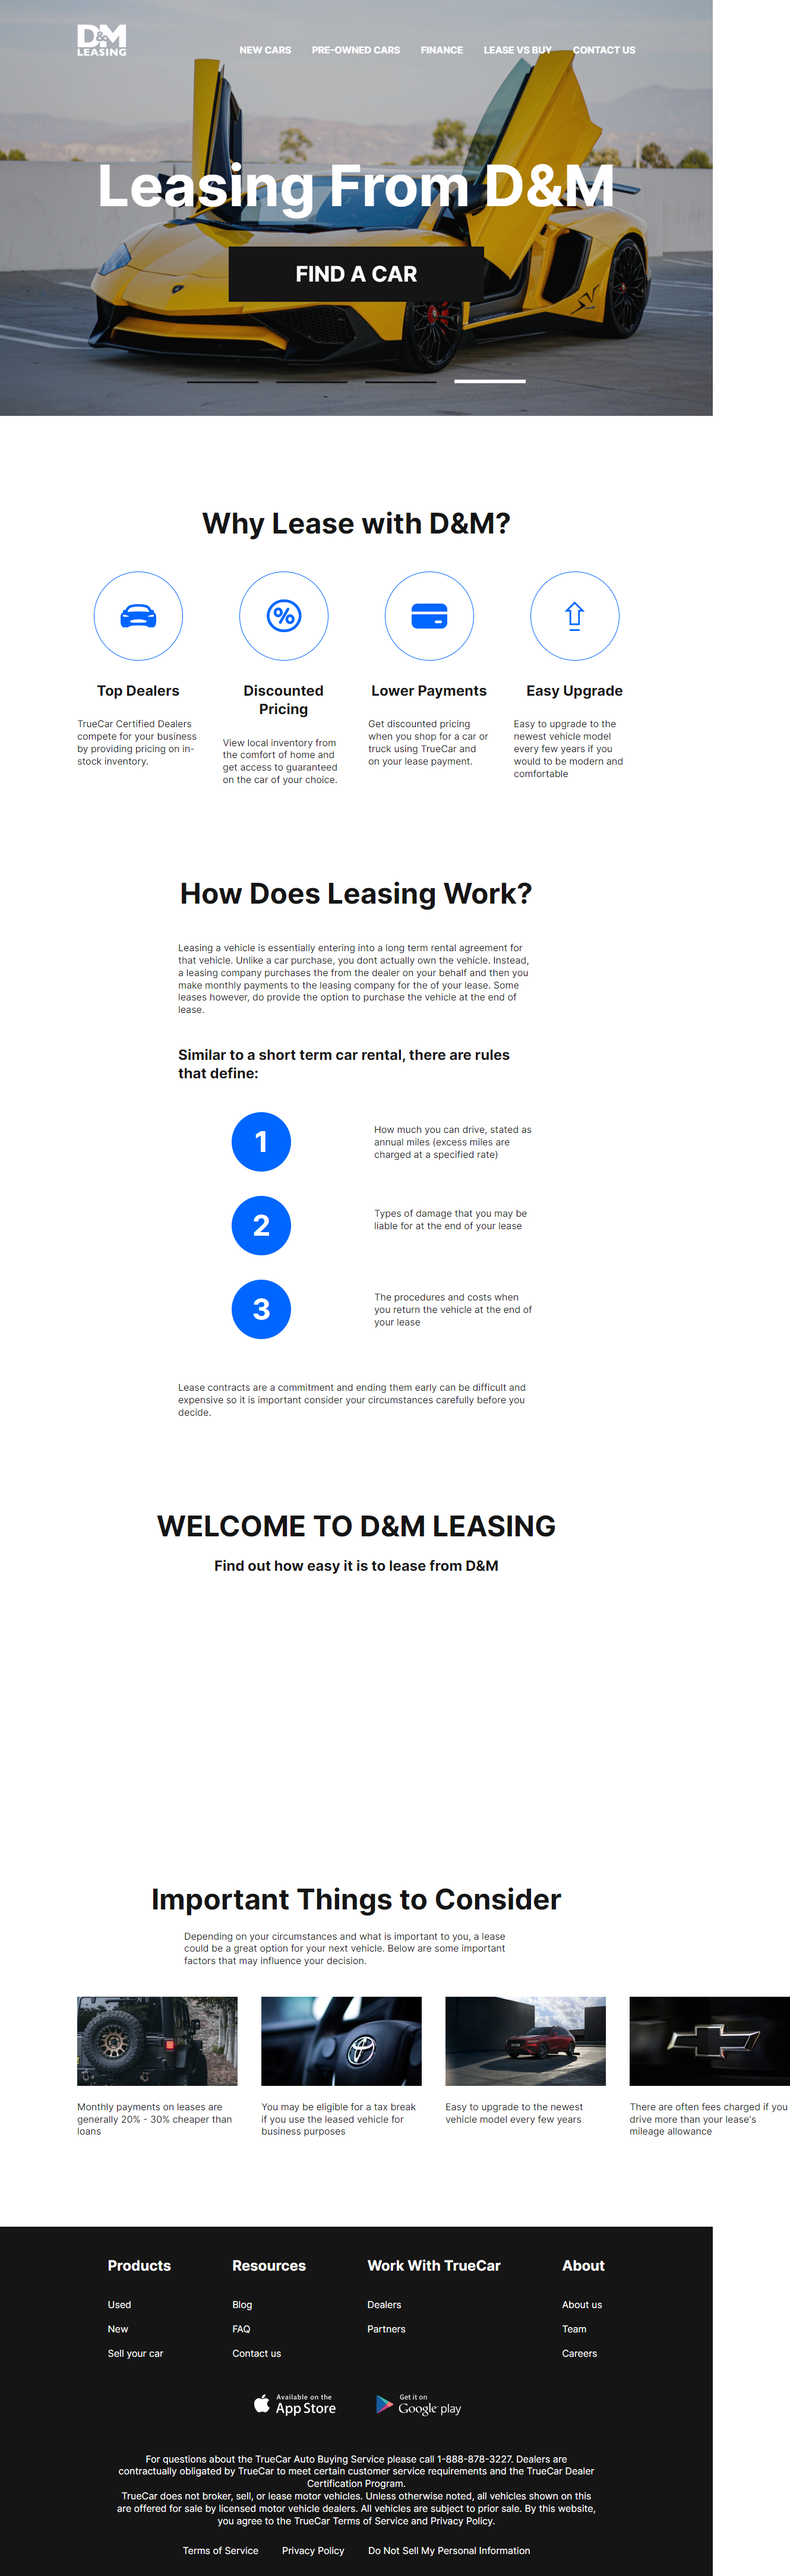 D&M
LEASING
NEW CARS PRE-OWNED CARS FINANCE LEASE VS BUY CONTACT US
Leasing From D&M
FIND A CAR
Why Lease with D&M?
Top Dealers
TrueCar Certified Dealers
compete for your business
by providing pricing on in-
stock inventory.
Discounted
Pricing
View local inventory from
the comfort of home and
get access to guaranteed
on the car of your choice.
Lower Payments
Get discounted pricing
when you shop for a car or
truck using TrueCar and
on your lease payment.
Easy Upgrade
Easy to upgrade to the
newest vehicle model
every few years if you
would to be modern and
comfortable
How Does Leasing Work?
Leasing a vehicle is essentially entering into a long term rental agreement for
that vehicle. Unlike a car purchase, you dont actually own the vehicle. Instead,
a leasing company purchases the from the dealer on your behalf and then you
make monthly payments to the leasing company for the of your lease. Some
leases however, do provide the option to purchase the vehicle at the end of
lease.
Similar to a short term car rental, there are rules
that define:
1
How much you can drive, stated as
annual miles (excess miles are
charged at a specified rate)
2
Types of damage that you may be
liable for at the end of your lease
3
The procedures and costs when
you return the vehicle at the end of
your lease
Lease contracts are a commitment and ending them early can be difficult and
expensive so it is important consider your circumstances carefully before you
decide.
WELCOME TO D&M LEASING
Find out how easy it is to lease from D&M
Important Things to Consider
Depending on your circumstances and what is important to you, a lease
could be a great option for your next vehicle. Below are some important
factors that may influence your decision.
Monthly payments on leases are
generally 20% - 30% cheaper than
loans
You may be eligible for a tax break
if you use the leased vehicle for
business purposes
Easy to upgrade to the newest
vehicle model every few years
There are often fees charged if you
drive more than your lease's
mileage allowance
Products
Used
New
Sell your car
Resources
Blog
FAQ
Contact us
Work With TrueCar
Dealers
Partners
About
About us
Team
Careers
Available on the
App Store
Get it on
Google play
For questions about the TrueCar Auto Buying Service please call 1-888-878-3227. Dealers are
contractually obligated by TrueCar to meet certain customer service requirements and the TrueCar Dealer
Certification Program.
TrueCar does not broker, sell, or lease motor vehicles. Unless otherwise noted, all vehicles shown on this
are offered for sale by licensed motor vehicle dealers. All vehicles are subject to prior sale. By this website,
you agree to the TrueCar Terms of Service and Privacy Policy.
Terms of Service Privacy Policy Do Not Sell My Personal Information